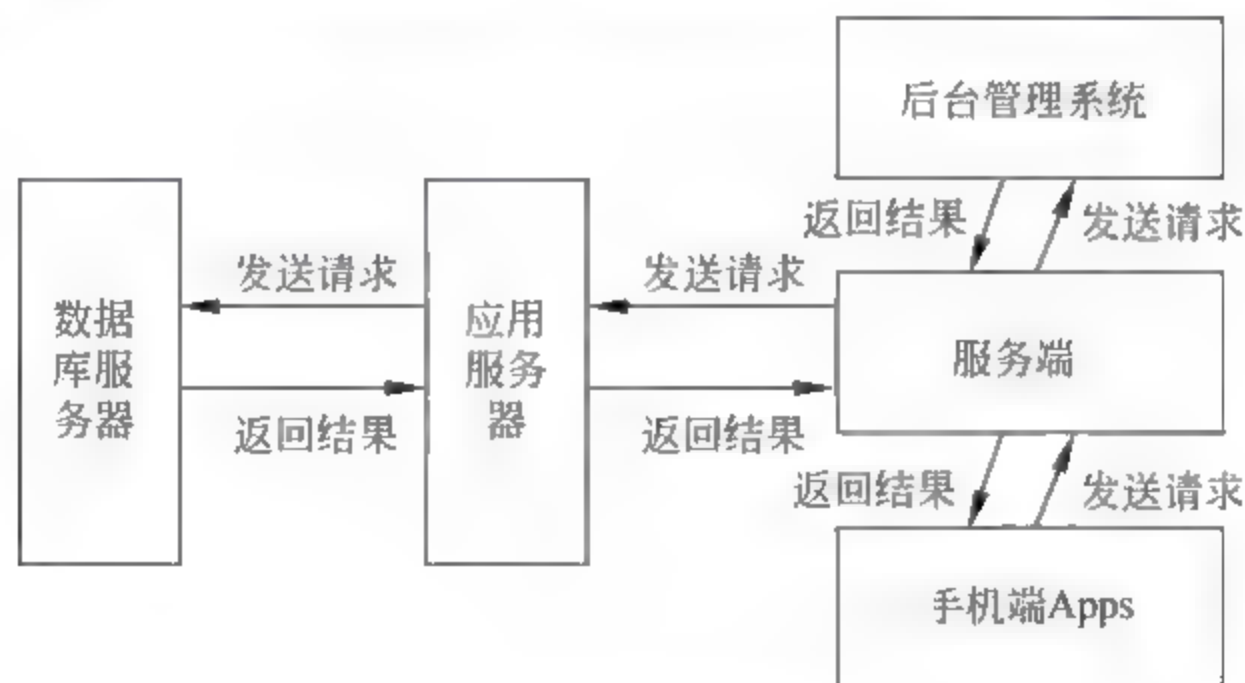 后台管理系统
返回结果
发送请求
发送请求
发送请求
数据
库服
务器
应用
服务
器
服务端
返回结果
返回结果
返回结果
发送请求
手机端Apps